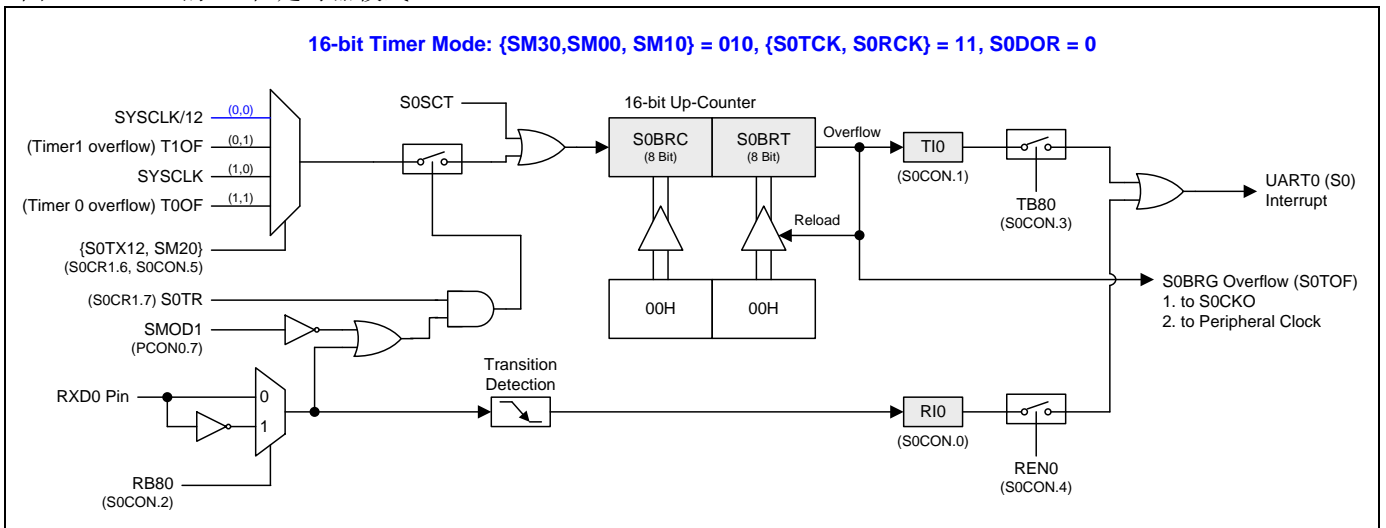 16-bit Timer Mode: {SM30,SM00, SM10} = 010, {S0TCK, S0RCK} = 11, S0DOR = 0
SYSCLK/12
(0,0)
(Timer1 overflow) T1OF
(0,1)
SYSCLK
(1,0)
(Timer 0 overflow) T0OF
(1,1)
{S0TX12, SM20}
(S0CR1.6, S0CON.5)
(S0CR1.7) S0TR
SMOD1
(PCON0.7)
RXD0 Pin
0
1
RB80
(S0CON.2)
S0SCT
16-bit Up-Counter
S0BRC
(8 Bit)
S0BRT
(8 Bit)
Overflow
Reload
00H
00H
Transition
Detection
TI0
(S0CON.1)
TB80
(S0CON.3)
UART0 (S0)
Interrupt
S0BRG Overflow (S0TOF)
1. to S0CKO
2. to Peripheral Clock
RI0
(S0CON.0)
REN0
(S0CON.4)